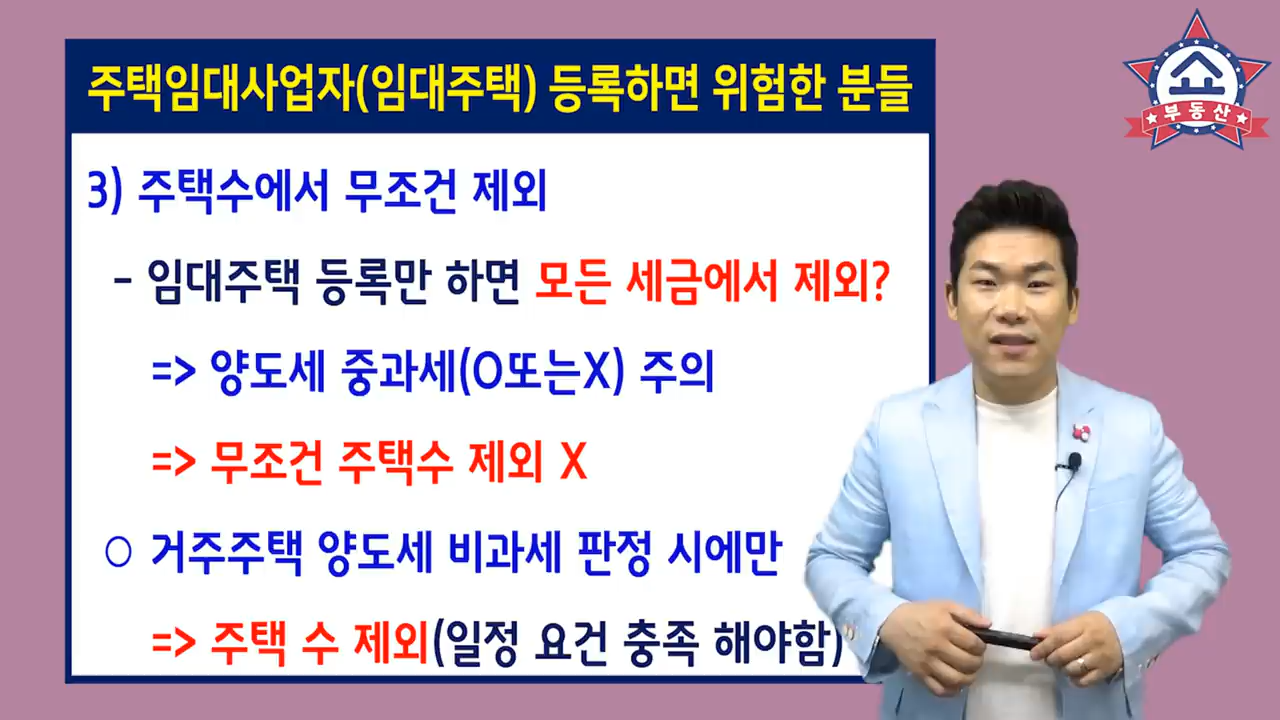 주택임대사업자(임대주택) 등록하면 위험한 분들
부동산
3) 주택수에서 무조건 제외
- 임대주택 등록만 하면 모든 세금에서 제외?
=> 양도세 중과세(O또는X) 주의
=> 무조건 주택수 제외 X
○ 거주주택 양도세 비과세 판정 시에만
=> 주택 수 제외(일정 요건 충족 해야함)